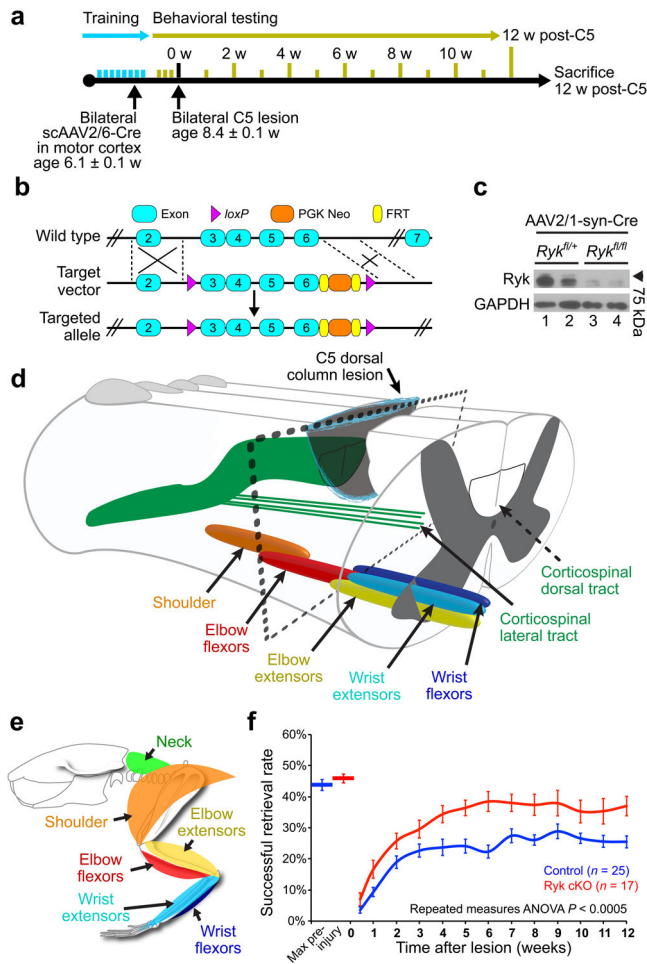 a
Training Behavioral testing
12 w post-C5
0 w 2 w 4 w 6 w 8 w 10 w
Sacrifice
12 w post-C5
Bilateral
scAAV2/6-Cre
in motor cortex
age 6.1 ± 0.1 w
Bilateral C5 lesion
age 8.4 ± 0.1 w
b
Exon loxP PGK Neo FRT
Wild type
2 3 4 5 6 7
Target
vector
2 3 4 5 6
Targeted
allele
2 3 4 5 6
c
AAV2/1-syn-Cre
Ryk^fl/+ Ryk^fl/fl
Ryk
GAPDH
75 kDa
1 2 3 4
d
C5 dorsal
column lesion
Shoulder
Elbow
flexors
Elbow
extensors
Wrist
extensors
Wrist
flexors
Corticospinal
dorsal tract
Corticospinal
lateral tract
e
Neck
Shoulder
Elbow
extensors
Elbow
flexors
Wrist
extensors
Wrist
flexors
f
Successful retrieval rate
60%
50%
40%
30%
20%
10%
0%
Control (n = 25)
Ryk cKO (n = 17)
Repeated measures ANOVA P < 0.0005
Max pre-
injury
0 1 2 3 4 5 6 7 8 9 10 11 12
Time after lesion (weeks)